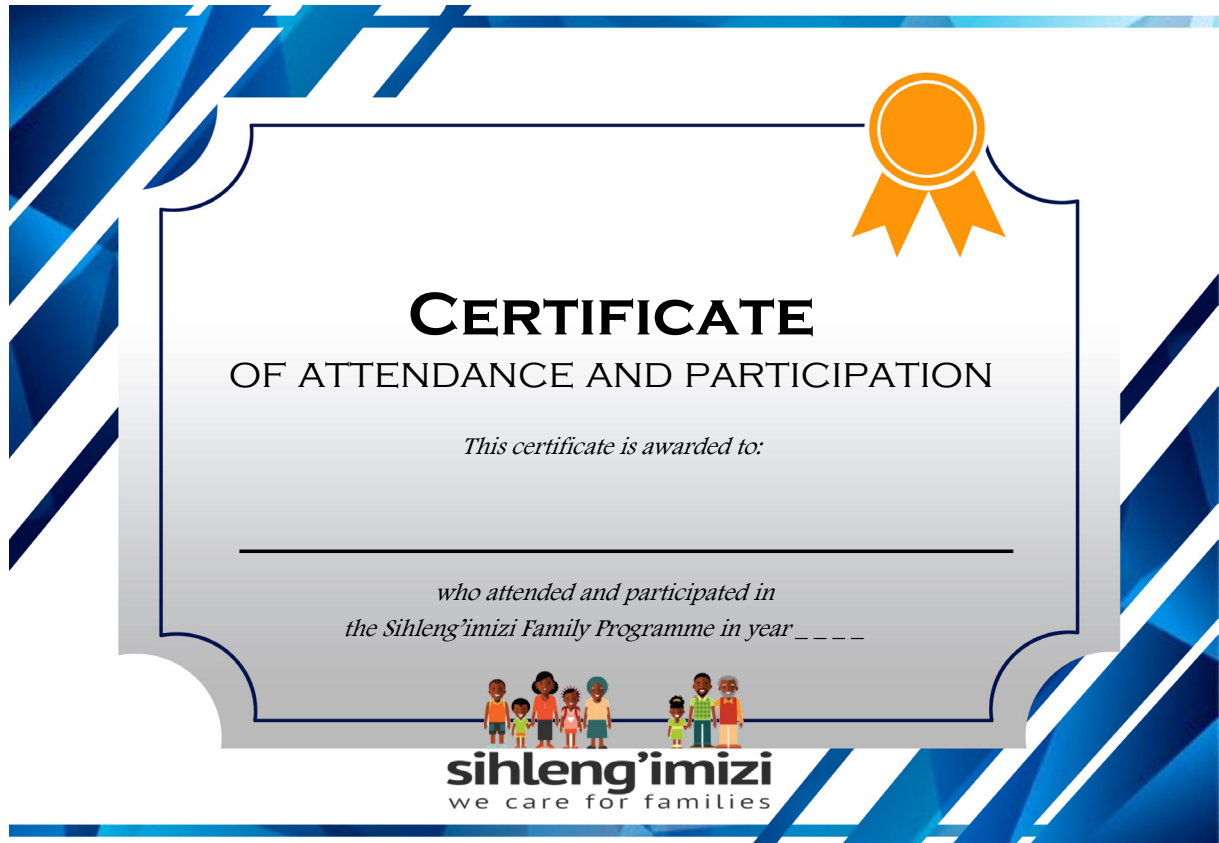 CERTIFICATE
OF ATTENDANCE AND PARTICIPATION
This certificate is awarded to:
who attended and participated in
the Sihleng’imizi Family Programme in year _ _ _ _
sihleng’imizi
we care for families